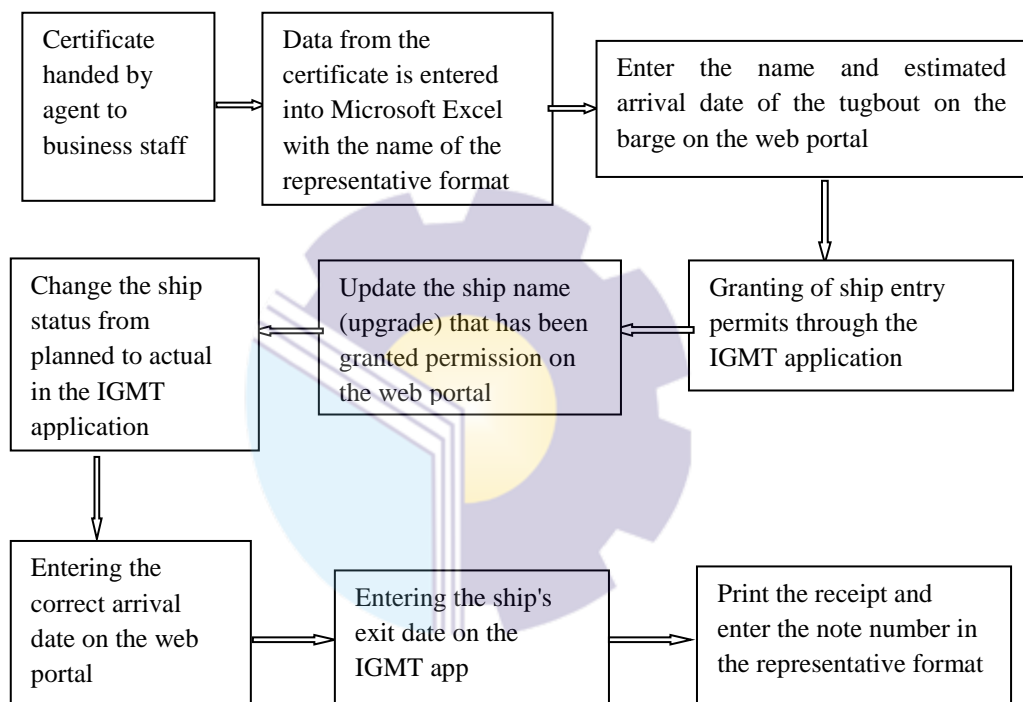 Certificate
handed by
agent to
business staff
Data from the
certificate is entered
into Microsoft Excel
with the name of the
representative format
Enter the name and estimated
arrival date of the tugbout on the
barge on the web portal
Granting of ship entry
permits through the
IGMT application
Update the ship name
(upgrade) that has been
granted permission on
the web portal
Change the ship
status from
planned to actual
in the IGMT
application
Entering the
correct arrival
date on the web
portal
Entering the ship's
exit date on the
IGMT app
Print the receipt and
enter the note number in
the representative format